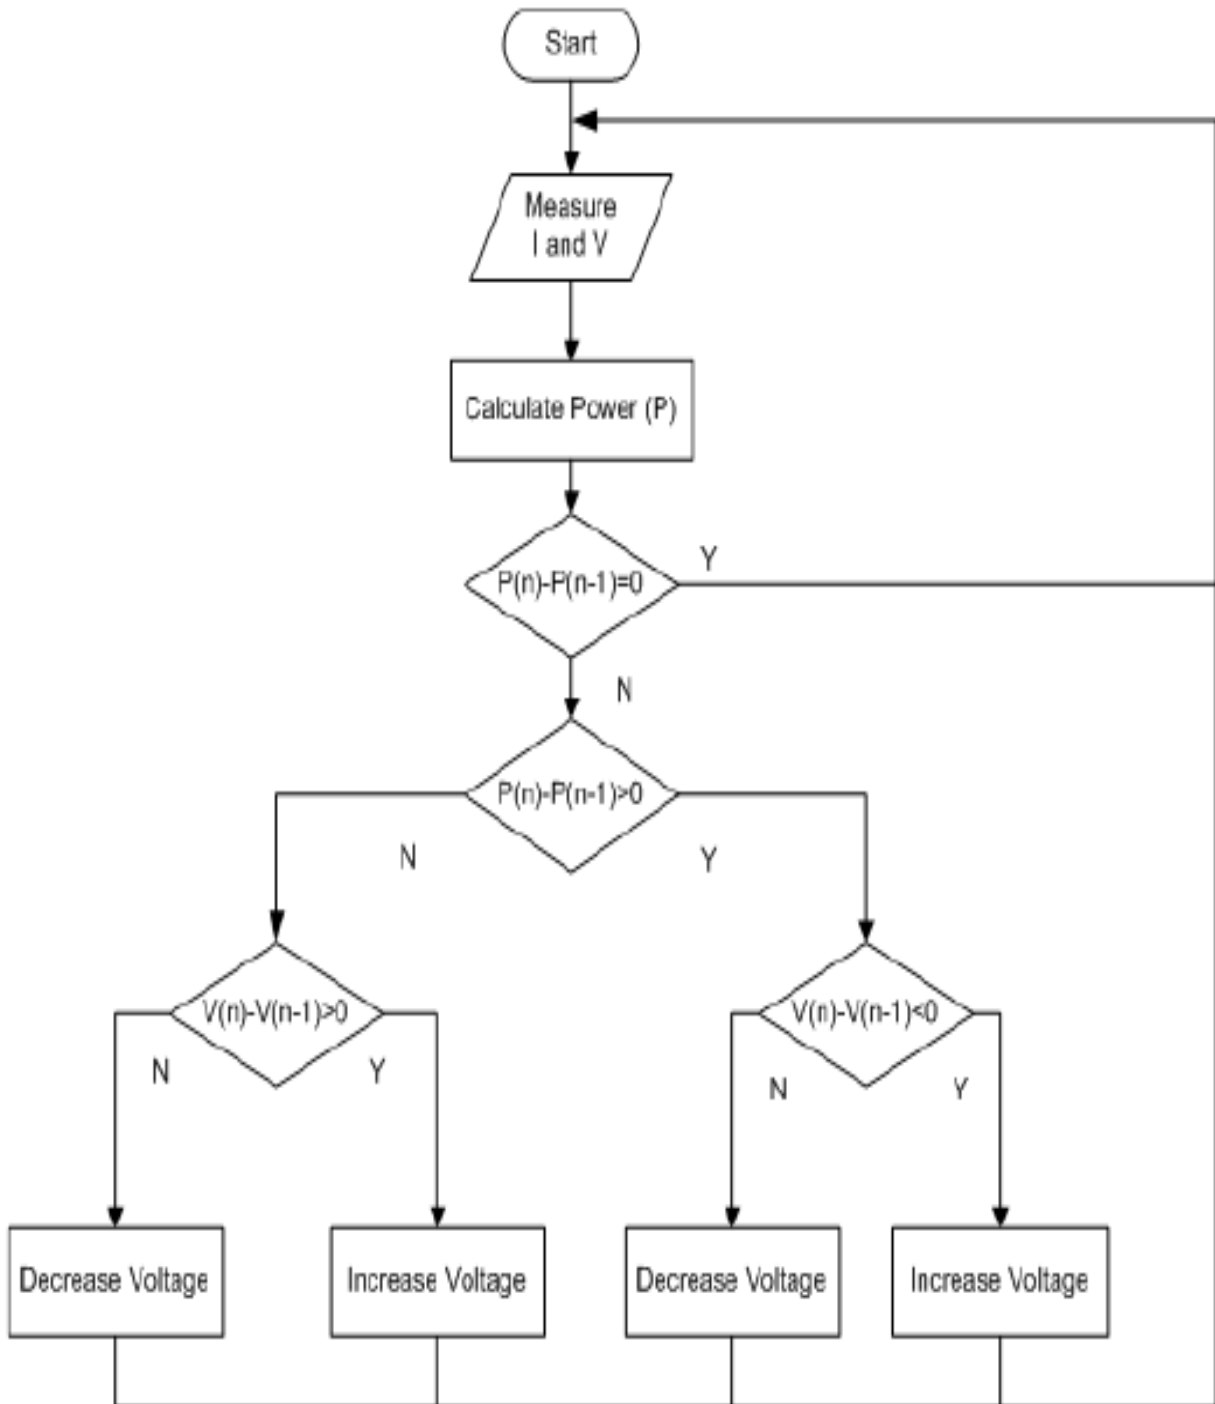 Start
Measure
I and V
Calculate Power (P)
P(n)-P(n-1)=0
Y
N
P(n)-P(n-1)>0
N
Y
V(n)-V(n-1)>0
V(n)-V(n-1)<0
N
Y
N
Y
Decrease Voltage
Increase Voltage
Decrease Voltage
Increase Voltage